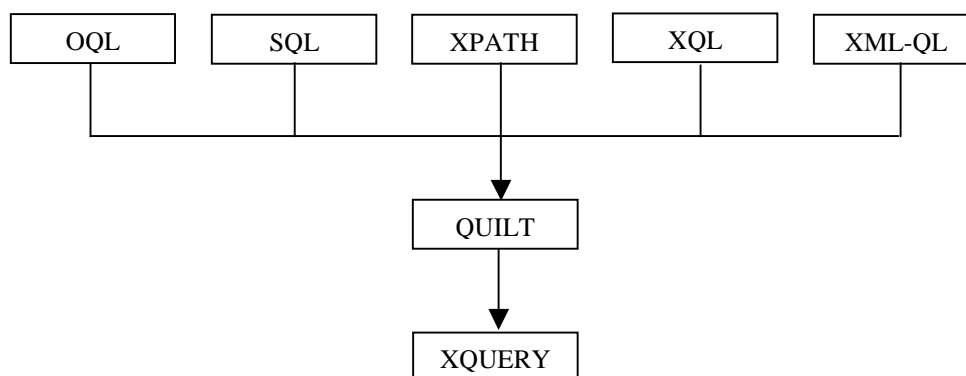 OQL
SQL
XPATH
XQL
XML-QL
QUILT
XQUERY